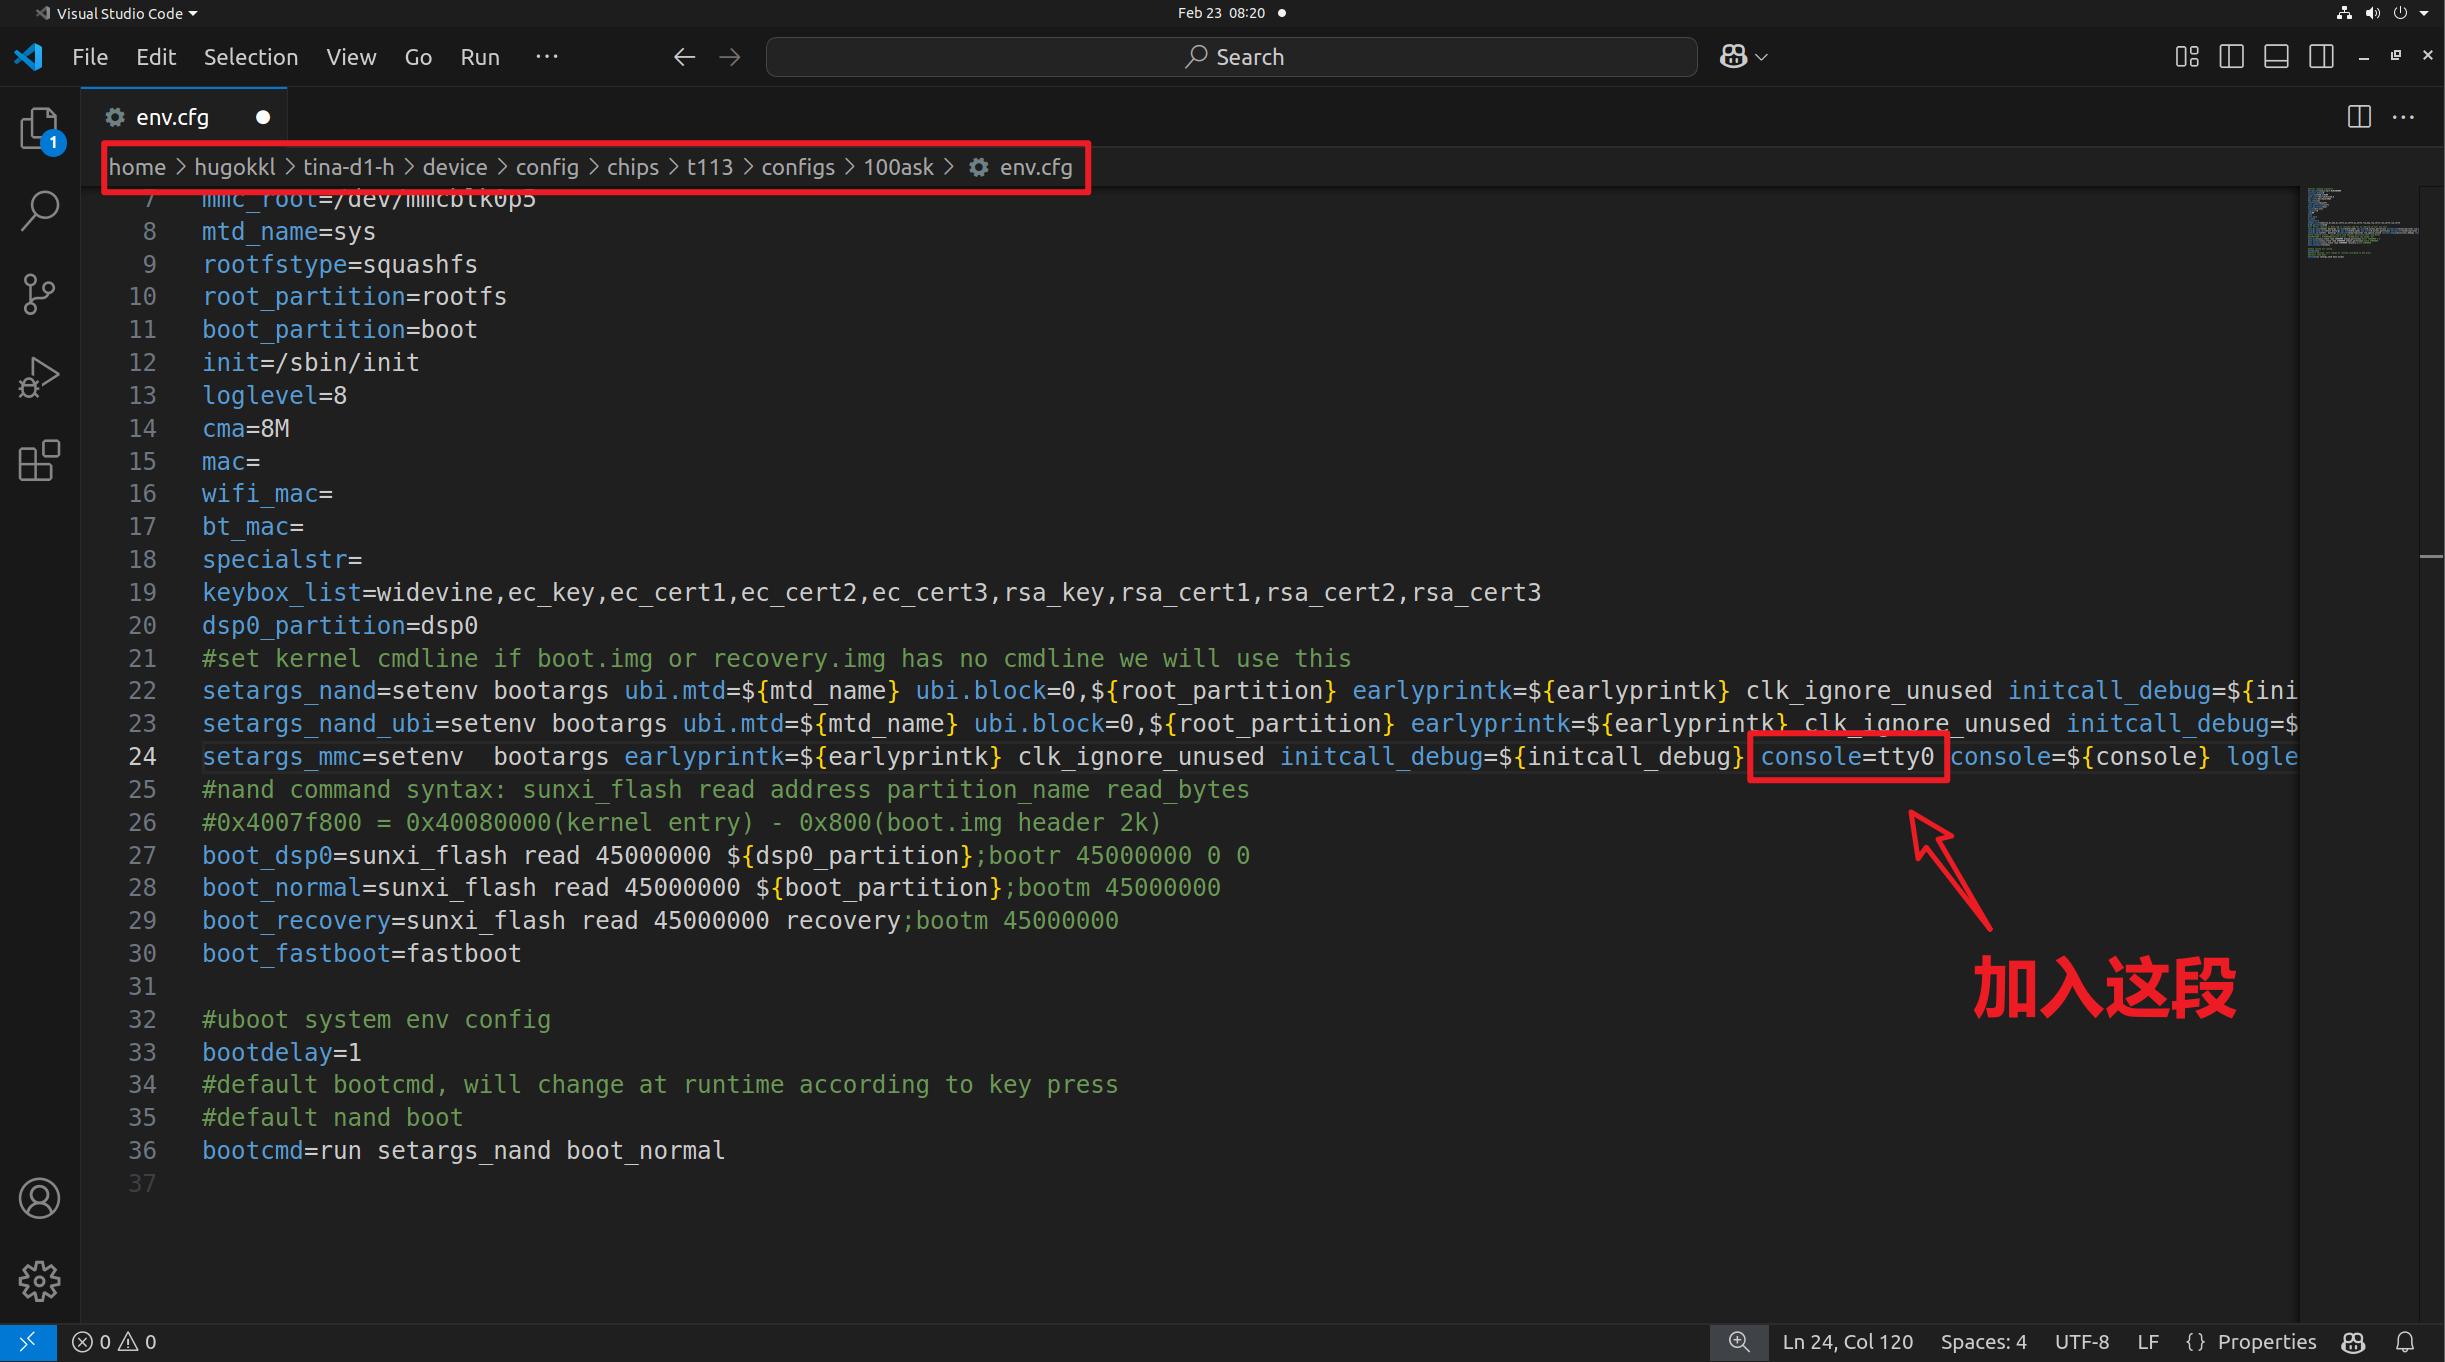 Visual Studio Code
Feb 23 08:20
File Edit Selection View Go Run ···
Search
env.cfg
1
home > hugokkl > tina-d1-h > device > config > chips > t113 > configs > 100ask > env.cfg
7 mmc_root=/dev/mmcblk0p5
8 mtd_name=sys
9 rootfstype=squashfs
10 root_partition=rootfs
11 boot_partition=boot
12 init=/sbin/init
13 loglevel=8
14 cma=8M
15 mac=
16 wifi_mac=
17 bt_mac=
18 specialstr=
19 keybox_list=widevine,ec_key,ec_cert1,ec_cert2,ec_cert3,rsa_key,rsa_cert1,rsa_cert2,rsa_cert3
20 dsp0_partition=dsp0
21 #set kernel cmdline if boot.img or recovery.img has no cmdline we will use this
22 setargs_nand=setenv bootargs ubi.mtd=${mtd_name} ubi.block=0,${root_partition} earlyprintk=${earlyprintk} clk_ignore_unused initcall_debug=${ini
23 setargs_nand_ubi=setenv bootargs ubi.mtd=${mtd_name} ubi.block=0,${root_partition} earlyprintk=${earlyprintk} clk_ignore_unused initcall_debug=$
24 setargs_mmc=setenv  bootargs earlyprintk=${earlyprintk} clk_ignore_unused initcall_debug=${initcall_debug} console=tty0 console=${console} logle
25 #nand command syntax: sunxi_flash read address partition_name read_bytes
26 #0x4007f800 = 0x40080000(kernel entry) - 0x800(boot.img header 2k)
27 boot_dsp0=sunxi_flash read 45000000 ${dsp0_partition};bootr 45000000 0 0
28 boot_normal=sunxi_flash read 45000000 ${boot_partition};bootm 45000000
29 boot_recovery=sunxi_flash read 45000000 recovery;bootm 45000000
30 boot_fastboot=fastboot
加入这段
31
32 #uboot system env config
33 bootdelay=1
34 #default bootcmd, will change at runtime according to key press
35 #default nand boot
36 bootcmd=run setargs_nand boot_normal
37
0 0 Ln 24, Col 120 Spaces: 4 UTF-8 LF {} Properties